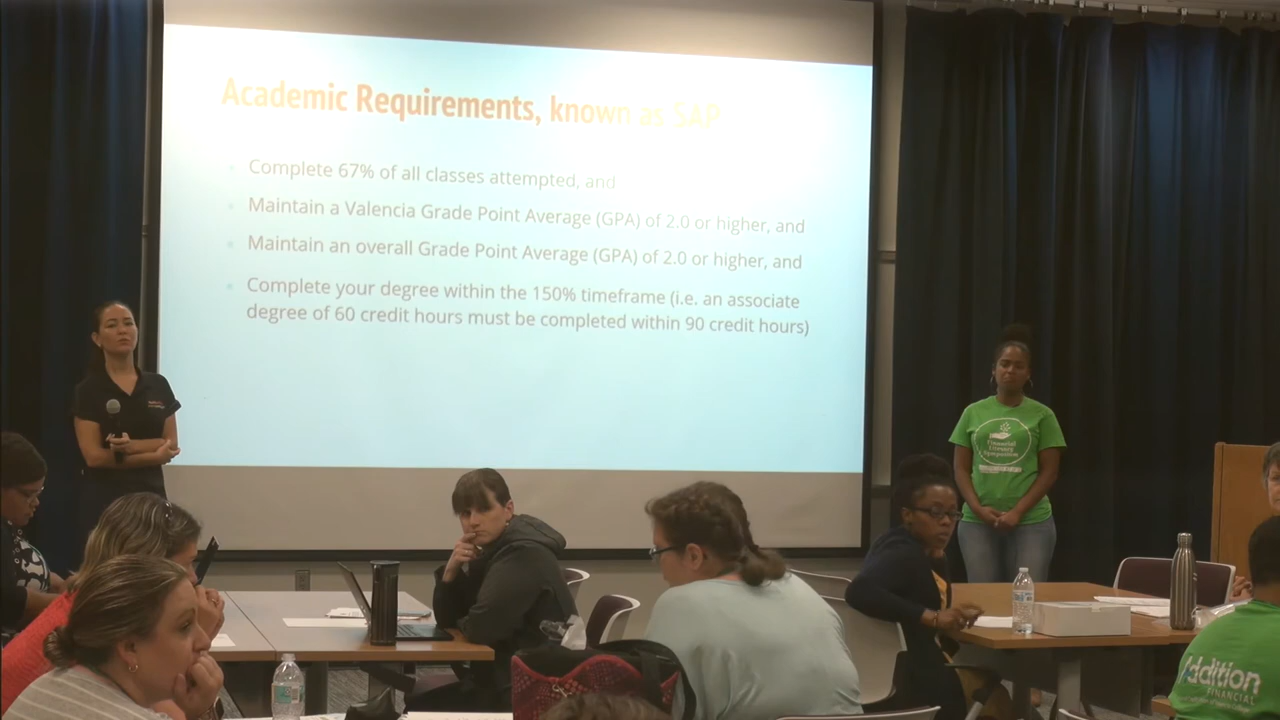 Academic Requirements, known as SAP
Complete 67% of all classes attempted, and
Maintain a Valencia Grade Point Average (GPA) of 2.0 or higher, and
Maintain an overall Grade Point Average (GPA) of 2.0 or higher, and
Complete your degree within the 150% timeframe (i.e. an associate
degree of 60 credit hours must be completed within 90 credit hours)
Financial
Literacy
Symposium
Addition
FINANCIAL